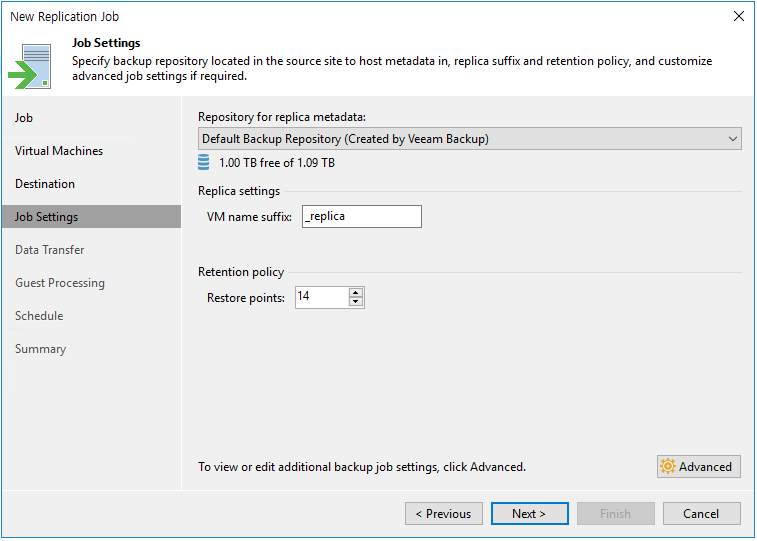 New Replication Job
Job Settings
Specify backup repository located in the source site to host metadata in, replica suffix and retention policy, and customize
advanced job settings if required.
Job
Virtual Machines
Destination
Job Settings
Data Transfer
Guest Processing
Schedule
Summary
Repository for replica metadata:
Default Backup Repository (Created by Veeam Backup)
1.00 TB free of 1.09 TB
Replica settings
VM name suffix: _replica
Retention policy
Restore points: 14
To view or edit additional backup job settings, click Advanced.
Advanced
< Previous
Next >
Finish
Cancel